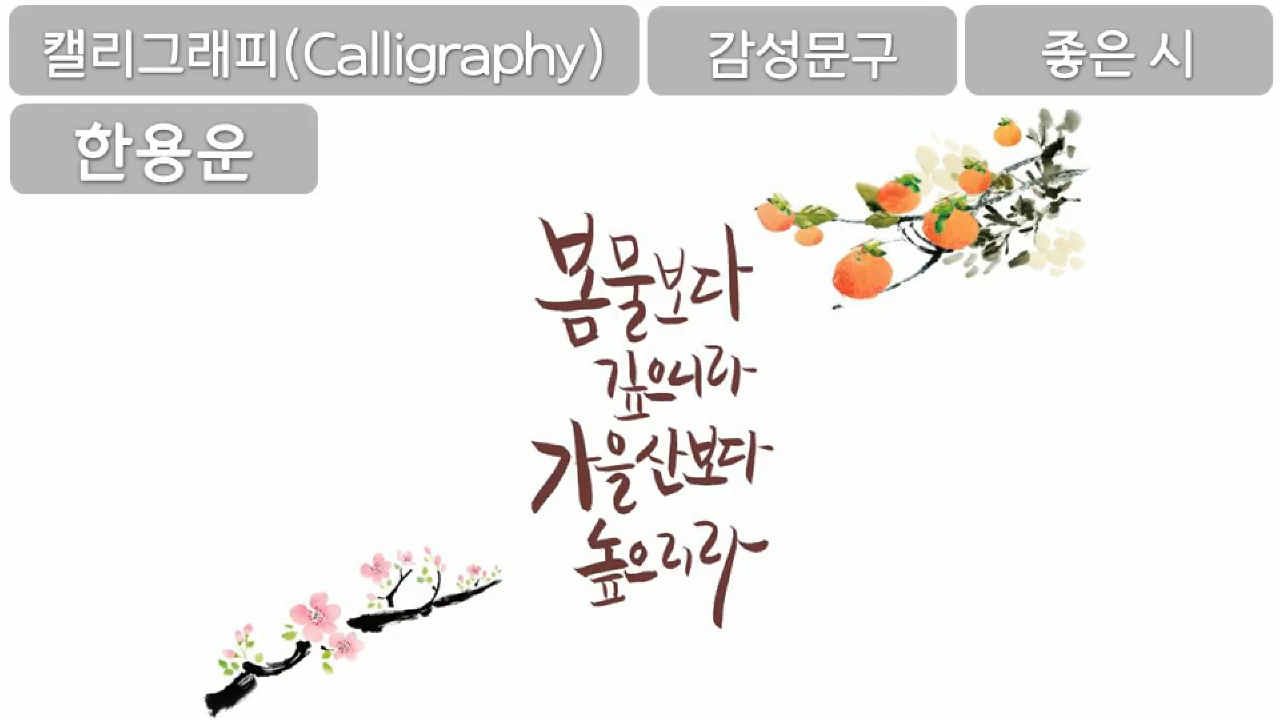 캘리그래피(Calligraphy) 감성문구 좋은 시
한용운
봄물보다
깊으니라
가을산보다
높으리라